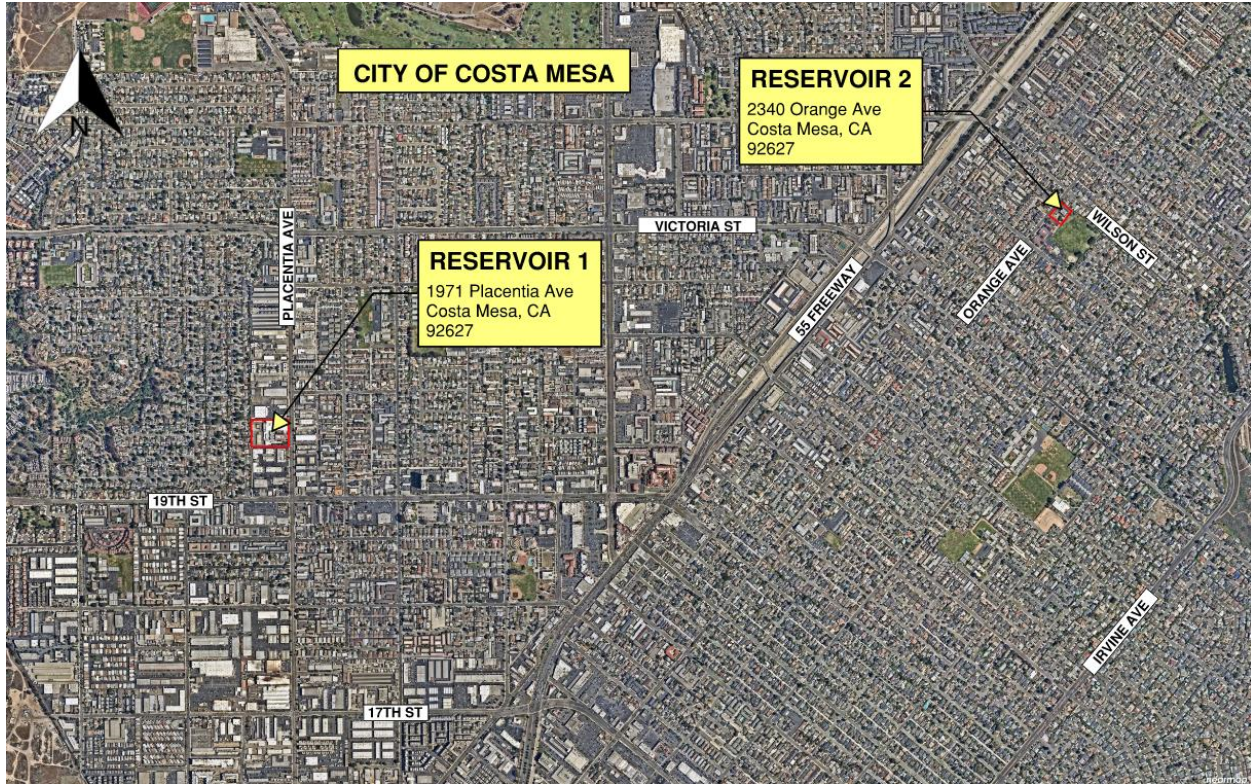 CITY OF COSTA MESA
RESERVOIR 2
2340 Orange Ave
Costa Mesa, CA
92627
N
PLACENTIA AVE
VICTORIA ST
WILSON ST
RESERVOIR 1
1971 Placentia Ave
Costa Mesa, CA
92627
ORANGE AVE
55 FREEWAY
19TH ST
IRVINE AVE
17TH ST
nearmap